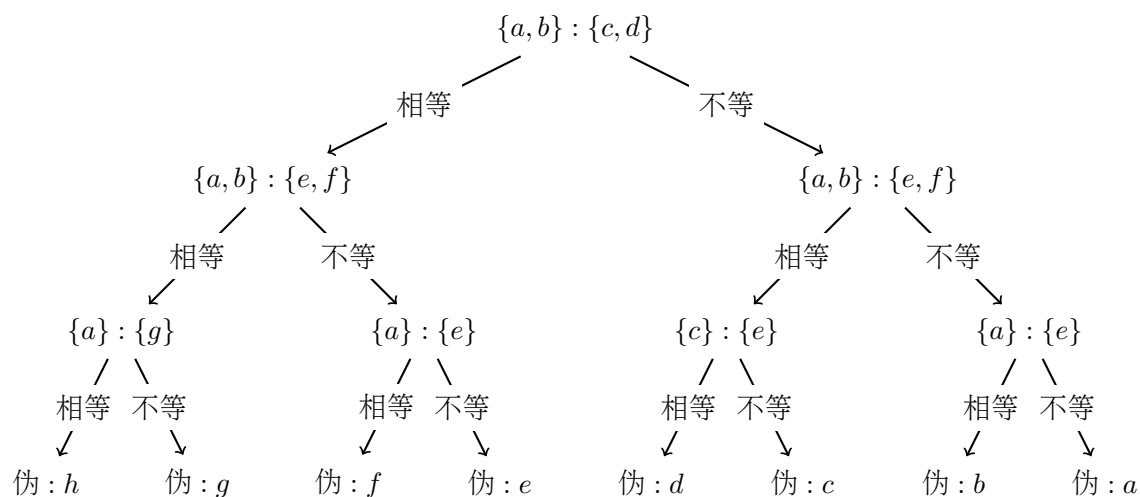 {a, b} : {c, d}
相等 不等
{a, b} : {e, f} {a, b} : {e, f}
相等 不等 相等 不等
{a} : {g} {a} : {e} {c} : {e} {a} : {e}
相等 不等 相等 不等 相等 不等 相等 不等
伪 : h 伪 : g 伪 : f 伪 : e 伪 : d 伪 : c 伪 : b 伪 : a